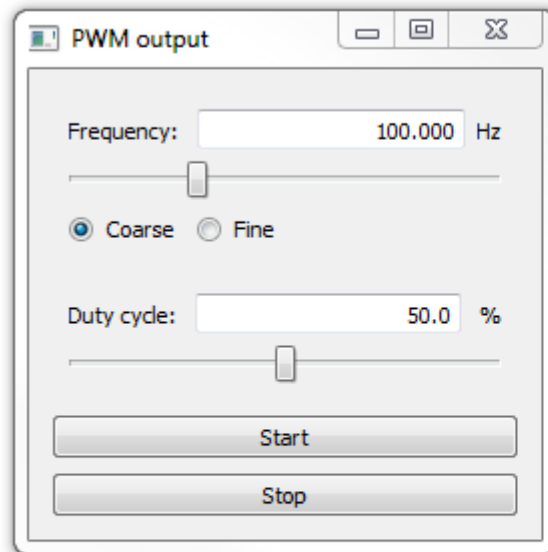 PWM output
Frequency: 100.000 Hz
Coarse Fine
Duty cycle: 50.0 %
Start
Stop